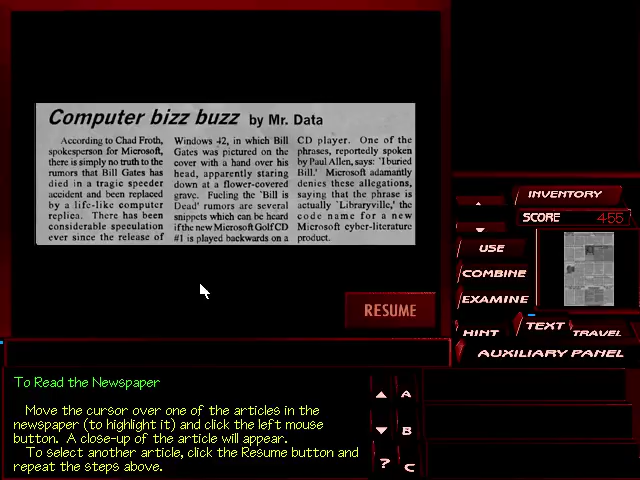 Computer bizz buzz by Mr. Data
According to Chad Froth,
spokesperson for Microsoft,
there is simply no truth to the
rumors that Bill Gates has
died in a tragic speeder
accident and been replaced
by a life-like computer
replica. There has been
considerable speculation
ever since the release of
Windows 42, in which Bill
Gates was pictured on the
cover with a hand over his
head, apparently staring
down at a flower-covered
grave. Fueling the `Bill is
Dead' rumors are several
snippets which can be heard
if the new Microsoft Golf CD
#1 is played backwards on a
CD player. One of the
phrases, reportedly spoken
by Paul Allen, says: `I buried
Bill.' Microsoft adamantly
denies these allegations,
saying that the phrase is
actually `Libraryville,' the
code name for a new
Microsoft cyber-literature
product.
RESUME
INVENTORY
SCORE 455
USE
COMBINE
EXAMINE
HINT TEXT TRAVEL
AUXILIARY PANEL
To Read the Newspaper
Move the cursor over one of the articles in the
newspaper (to highlight it) and click the left mouse
button. A close-up of the article will appear.
To select another article, click the Resume button and
repeat the steps above.
A
B
? C